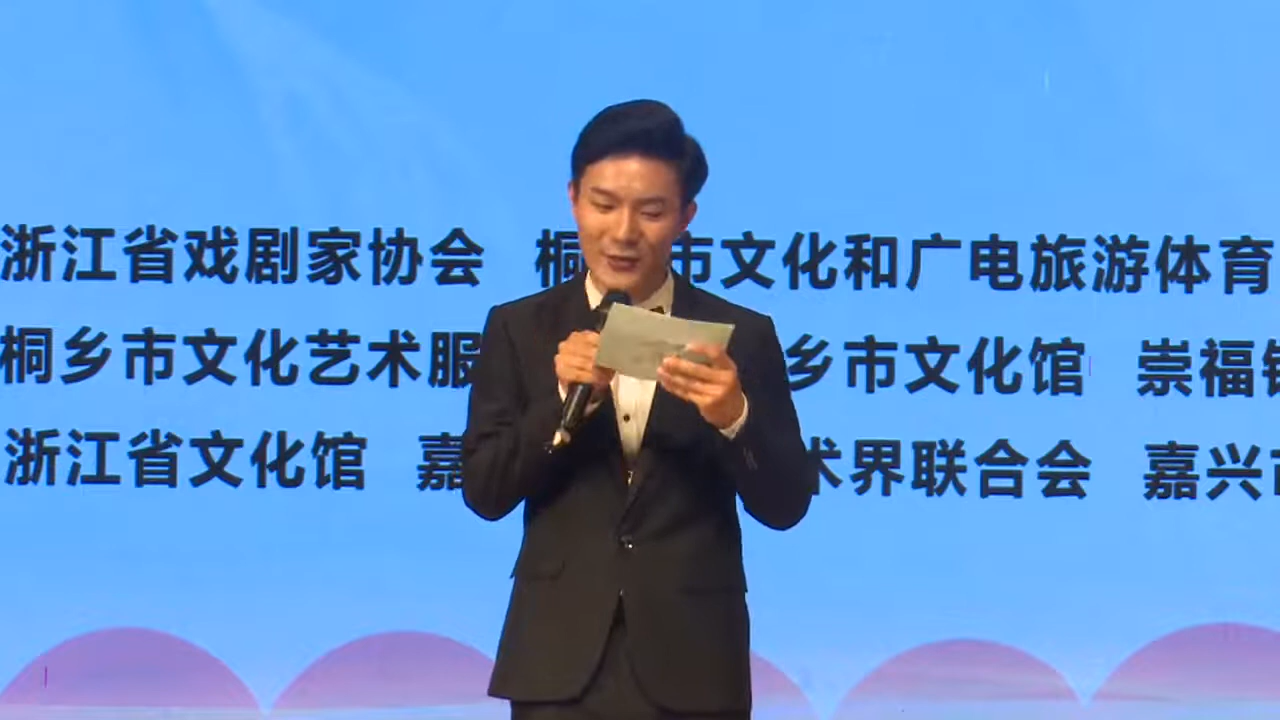 浙江省戏剧家协会 桐 市文化和广电旅游体育
桐乡市文化艺术服 乡市文化馆 崇福
浙江省文化馆 嘉 术界联合会 嘉兴市